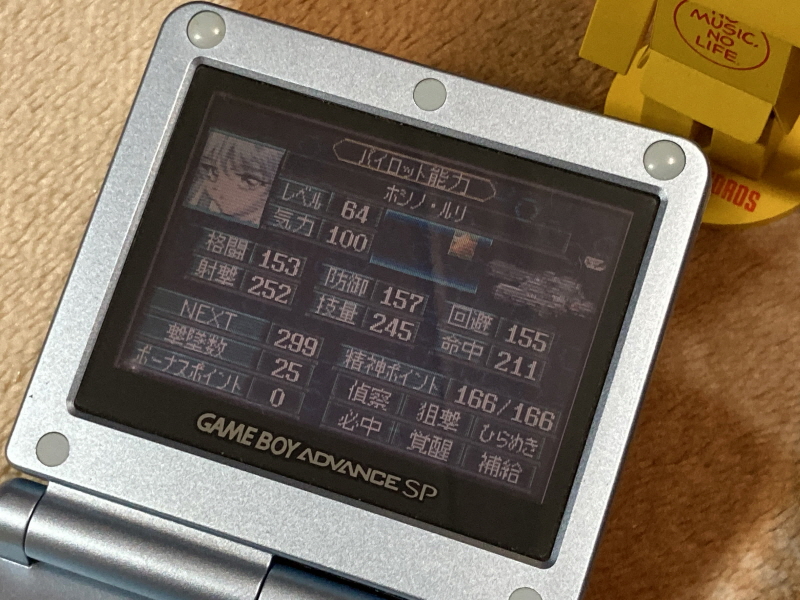 NO MUSIC,
NO
LIFE.
パイロット能力
ホシノ・ルリ
レベル 64
気力 100
格闘 153 防御 157 回避 155
射撃 252 技量 245 命中 211
NEXT 299
撃墜数 25 精神ポイント 166/166
ボーナスポイント 0 偵察 狙撃 ひらめき
必中 覚醒 補給
GAME BOY ADVANCE SP